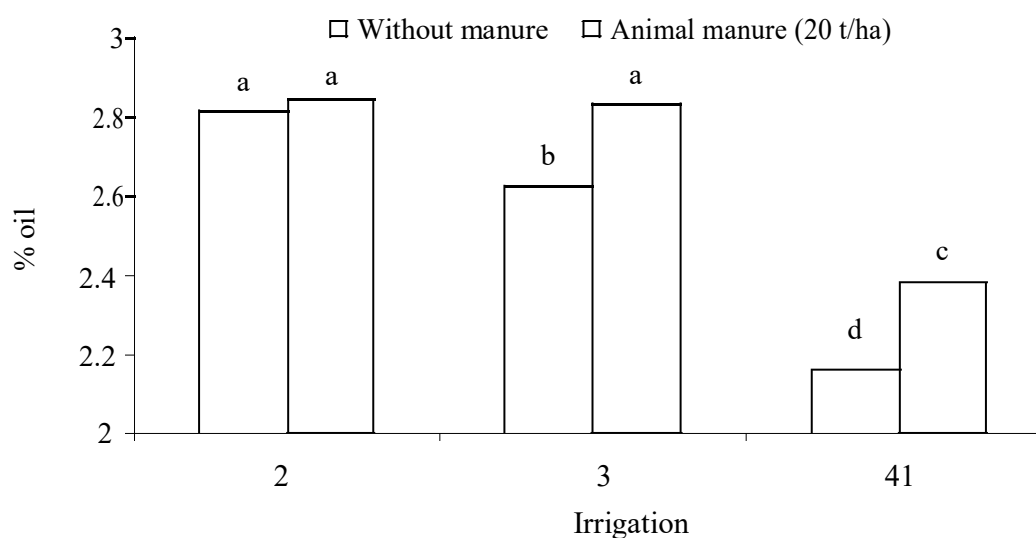 Without manure Animal manure (20 t/ha)
3
2.8
2.6
2.4
2.2
2
% oil
a
a
b
a
d
c
2
3
41
Irrigation